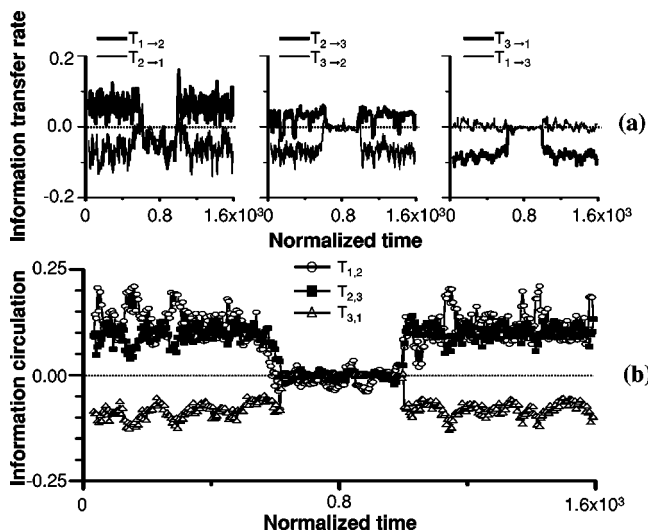 Information transfer rate
T1→2
T2→1
T2→3
T3→2
T3→1
T1→3
(a)
0.2
0.0
-0.2
0 0.8 1.6x10³
0 0.8 1.6x10³
0 0.8 1.6x10³
Normalized time
Normalized time
Information circulation
T1,2
T2,3
T3,1
(b)
0.25
0.00
-0.25
0 0.8 1.6x10³
Normalized time